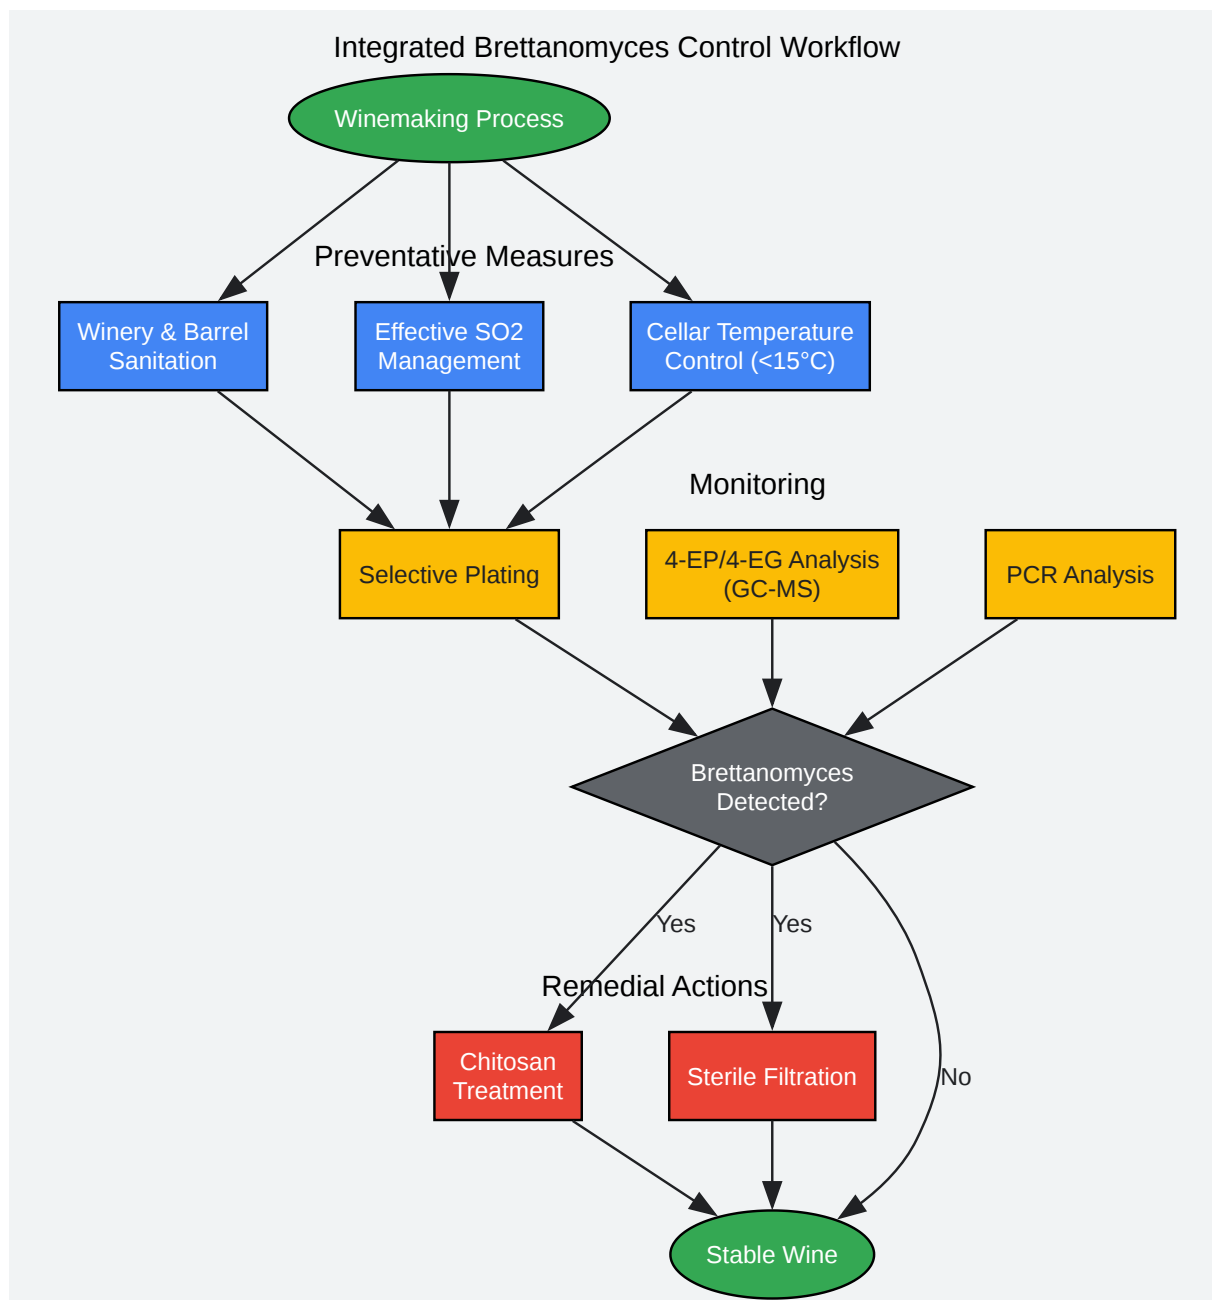 Integrated Brettanomyces Control Workflow
Winemaking Process
Preventative Measures
Winery & Barrel
Sanitation
Effective SO2
Management
Cellar Temperature
Control (<15°C)
Monitoring
Selective Plating
4-EP/4-EG Analysis
(GC-MS)
PCR Analysis
Brettanomyces
Detected?
Yes
Yes
Remedial Actions
Chitosan
Treatment
Sterile Filtration
No
Stable Wine